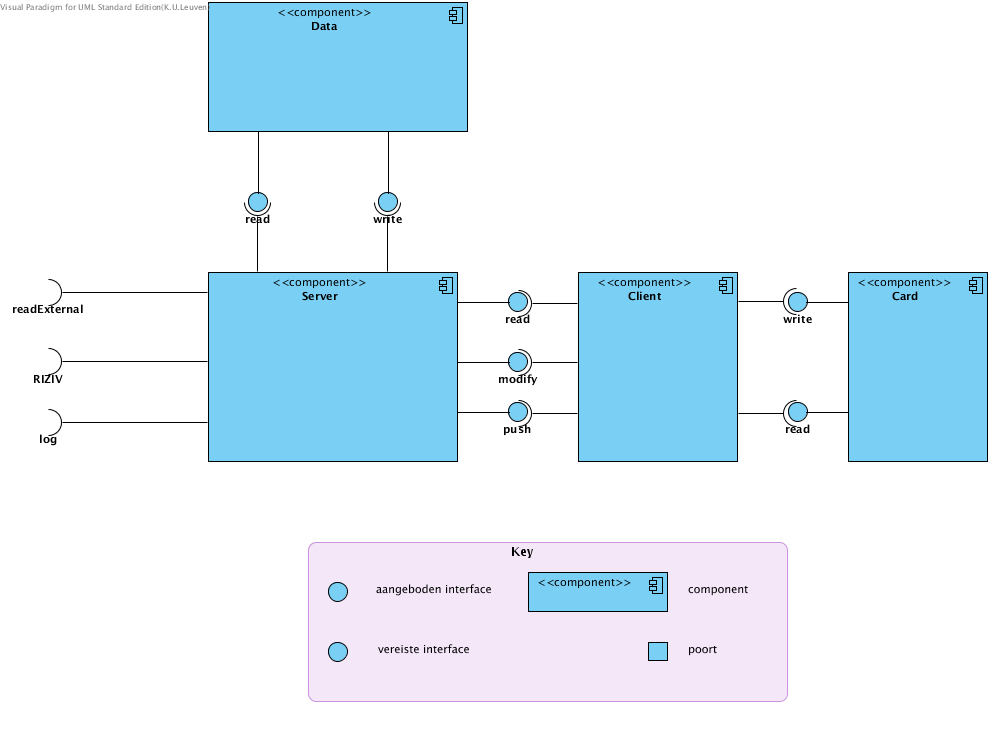 Visual Paradigm for UML Standard Edition(K.U.Leuven
<<component>>
Data
read
write
<<component>>
Server
<<component>>
Client
<<component>>
Card
readExternal
RIZIV
log
read
modify
push
write
read
Key
aangeboden interface
<<component>>
component
vereiste interface
poort